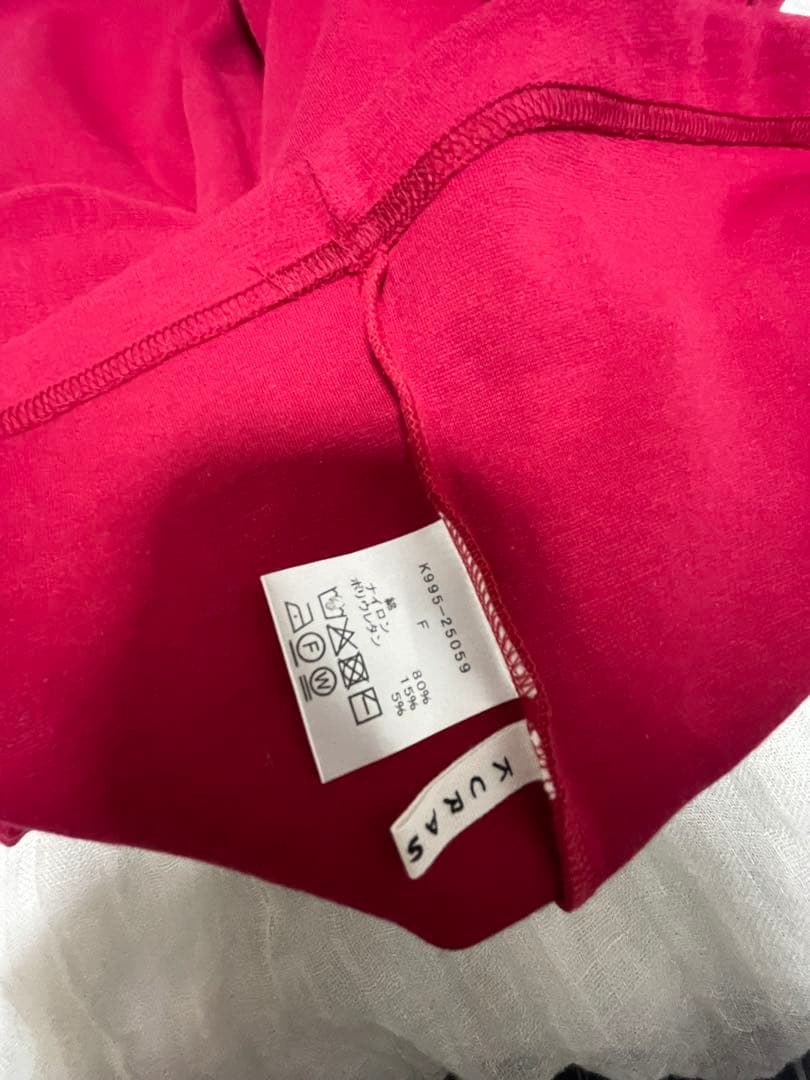 K995-25059
F
綿 80%
ナイロン 15%
ポリウレタン 5%
F W
KURAS